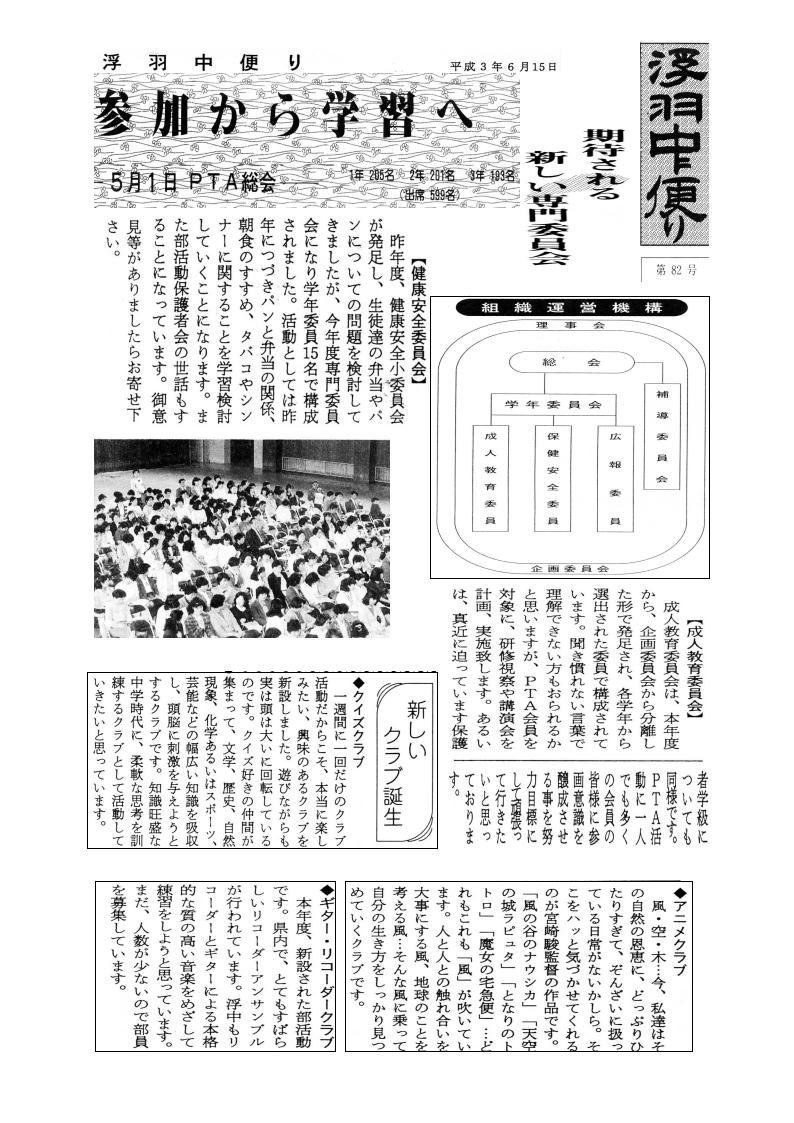 浮羽中便り
平成3年6月15日
参加から学習へ
5月1日 PTA総会
1年 205名 2年 201名 3年 193名
（出席 599名）
浮羽中便り
第 82 号
期待される
新しい専門委員会
【健康安全委員会】
昨年度、健康安全小委員会
が発足し、生徒達の弁当やパ
ンについての問題を検討して
きましたが、今年度専門委員
会になり学年委員15名で構成
されました。活動としては昨
年につづきパンと弁当の関係、
朝食のすすめ、タバコやシン
ナーに関することを学習検討
していくことになります。ま
た部活動保護者会の世話もす
ることになっています。御意
見等がありましたらお寄せ下
さい。
組織運営機構
理事会
総会
学年委員会
補導委員会
広報委員
保健安全委員
成人教育委員
企画委員会
【成人教育委員会】
成人教育委員会は、本年度
から、企画委員会から分離し
た形で発足され、各学年から
選出された委員で構成されて
います。聞き慣れない言葉で
理解できない方もおられるか
と思いますが、PTA会員を
対象に、研修視察や講演会を
計画、実施致します。あるい
は、真近に迫っています保護
者学級に
ついても
同様です。
PTA活
動に一人
でも多く
の会員の
皆様に参
画意識を
醸成させ
る事を努
力目標に
して頑張っ
て行きた
いと思っ
ておりま
す。
新しい
クラブ誕生
◆クイズクラブ
一週間に一回だけのクラブ
活動だからこそ、本当に楽し
みたい、興味のあるクラブを
新設しました。遊びながらも
実は頭は大いに回転している
のです。クイズ好きの仲間が
集まって、文学、歴史、自然
現象、化学あるいはスポーツ、
芸能などの幅広い知識を吸収
し、頭脳に刺激を与えようと
するクラブです。知識旺盛な
中学時代に、柔軟な思考を訓
練するクラブとして活動して
いきたいと思っています。
◆アニメクラブ
風・空・木…今、私達はそ
の自然の恩恵に、どっぷりひ
たりすぎて、ぞんざいに扱っ
ている日常がないかしら。そ
こをハッと気づかせてくれる
のが宮崎駿監督の作品です。
「風の谷のナウシカ」「天空
の城ラピュタ」「となりのト
トロ」「魔女の宅急便」…ど
れもこれも「風」が吹いてい
ます。人と人との触れ合いを
大事にする風、地球のことを
考える風…そんな風に乗って
自分の生き方をしっかり見つ
めていくクラブです。
◆ギター・リコーダークラブ
本年度、新設された部活動
です。県内で、とてもすばら
しいリコーダーアンサンブル
が行われています。浮中もリ
コーダーとギターによる本格
的な質の高い音楽をめざして
練習をしようと思っています。
まだ、人数が少ないので部員
を募集しています。